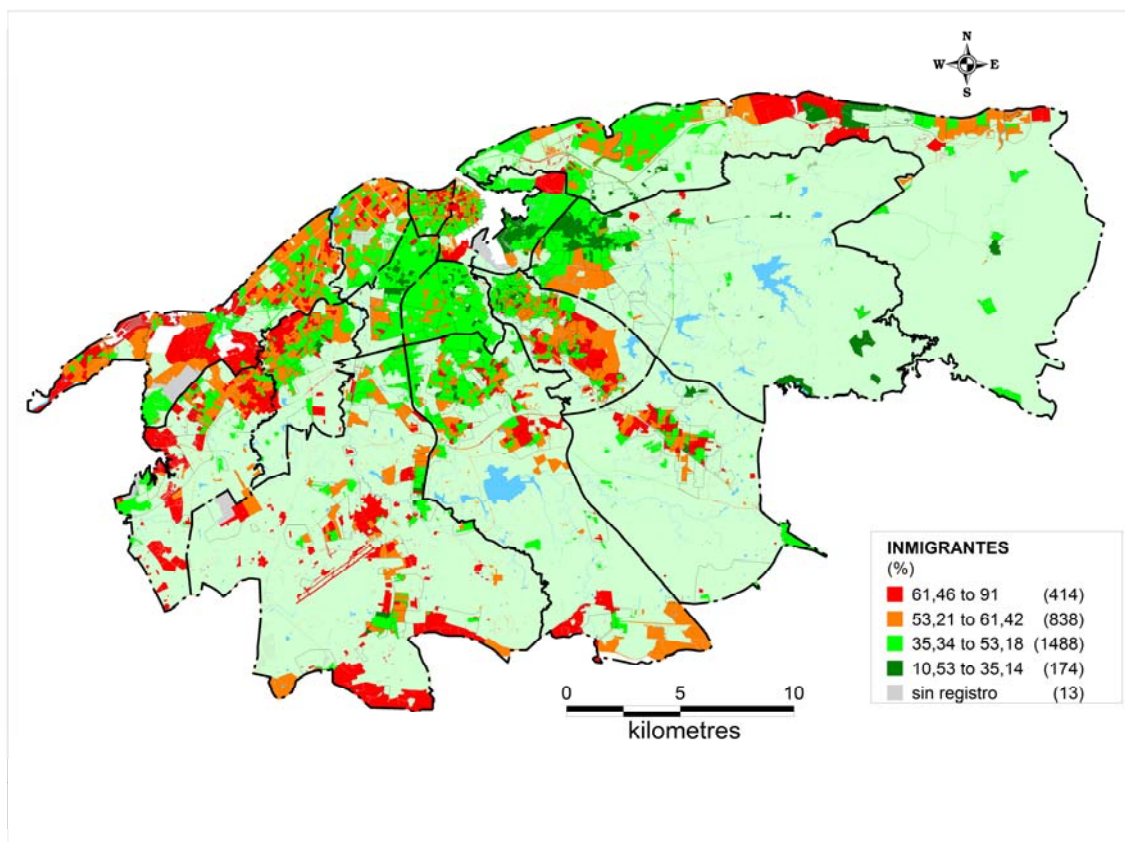 N
W E
S
INMIGRANTES
(%)
61,46 to 91 (414)
53,21 to 61,42 (838)
35,34 to 53,18 (1488)
10,53 to 35,14 (174)
sin registro (13)
0 5 10
kilometres